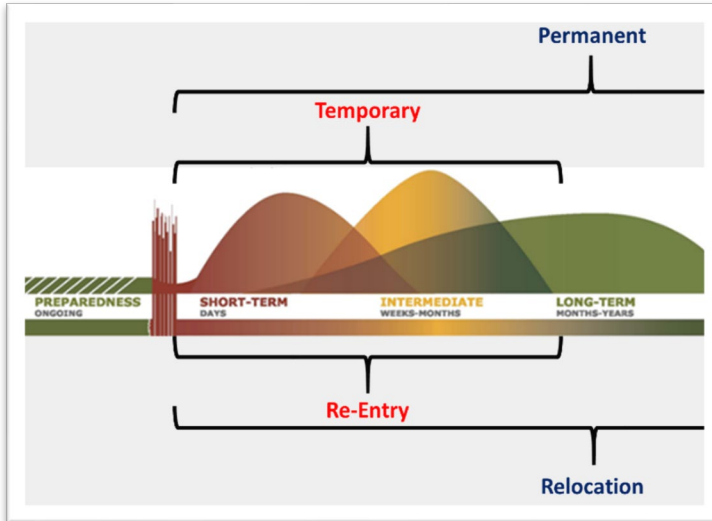 Permanent
Temporary
PREPAREDNESS SHORT-TERM INTERMEDIATE LONG-TERM
ONGOING DAYS WEEKS-MONTHS MONTHS-YEARS
Re-Entry
Relocation